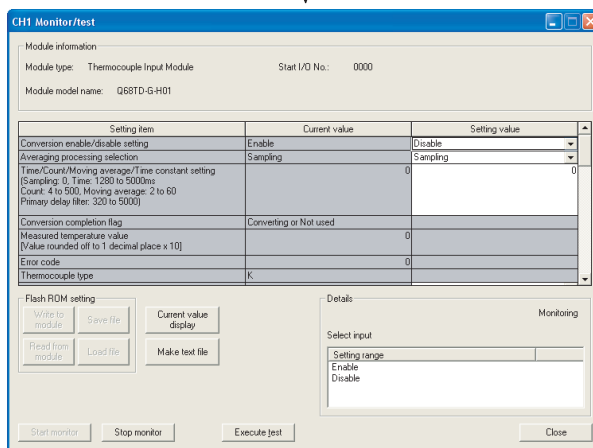 CH1 Monitor/test
Module information
Module type: Thermocouple Input Module Start I/O No.: 0000
Module model name: Q68TD-G-H01
Setting item Current value Setting value
Conversion enable/disable setting Enable Disable
Averaging processing selection Sampling Sampling
Time/Count/Moving average/Time constant setting 0 0
(Sampling: 0, Time: 1280 to 5000ms
Count: 4 to 500, Moving average: 2 to 60
Primary delay filter: 320 to 5000)
Conversion completion flag Converting or Not used
Measured temperature value 0
[Value rounded off to 1 decimal place x 10]
Error code 0
Thermocouple type K
Flash ROM setting
Write to
module
Save file
Current value
display
Read from
module
Load file
Make text file
Details
Monitoring
Select input
Setting range
Enable
Disable
Start monitor Stop monitor Execute test Close